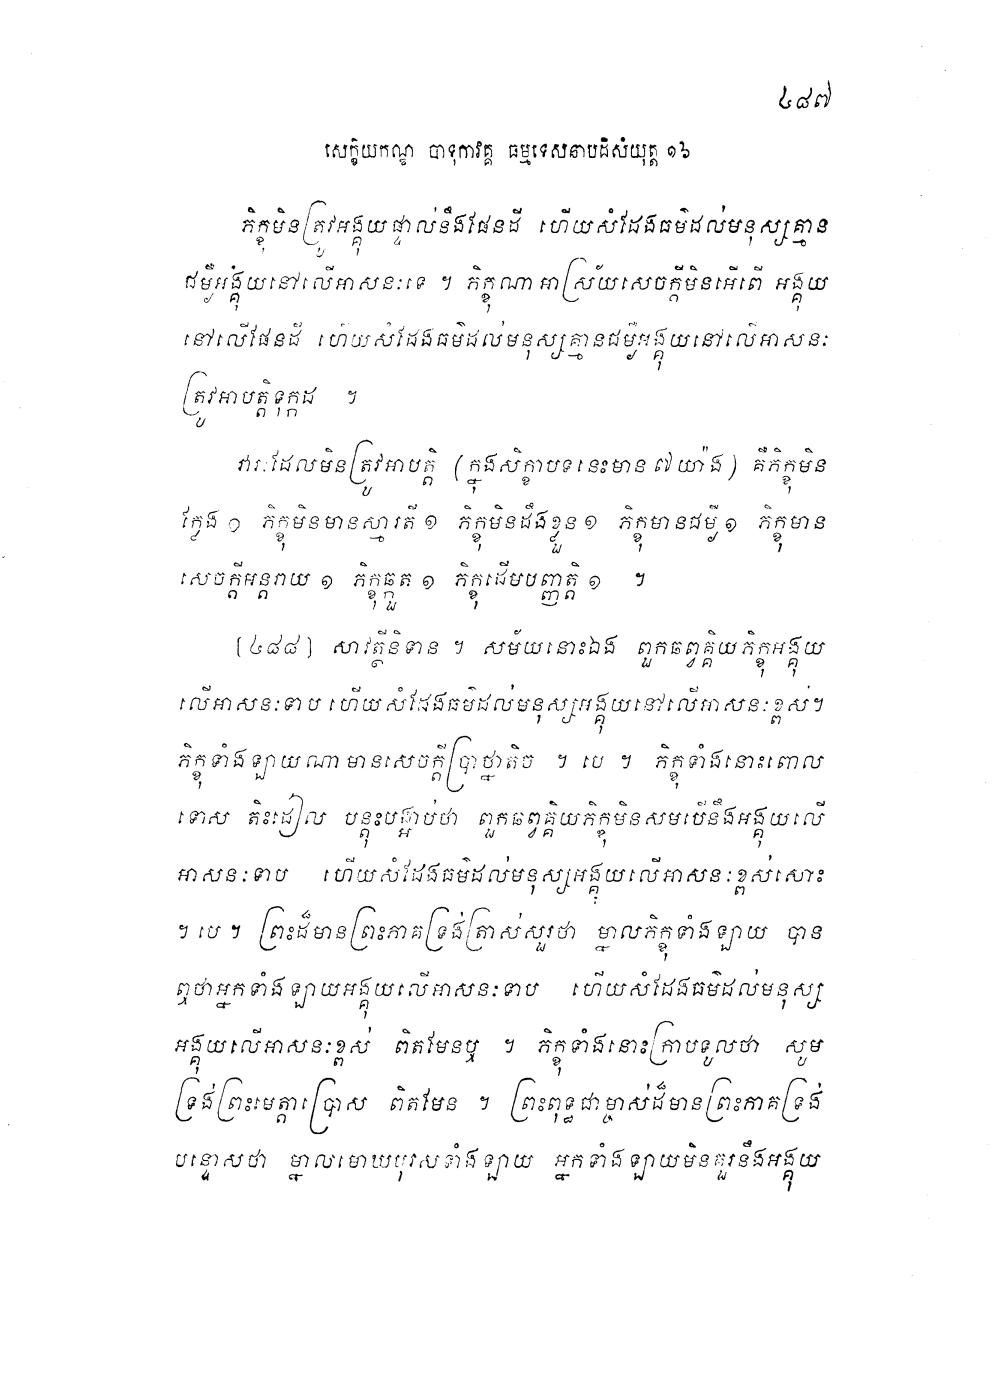 ៤៨៧
សេក្ខិយកណ្ឌ បាទុកាវគ្គ ធម្មទេសនាបដិសំយុត្ត ១៦
ភិក្ខុមិនត្រូវអង្គុយផ្ទាល់នឹងផែនដី ហើយសំដែងធម៌ដល់មនុស្សគ្មាន
ជម្ងឺអង្គុំយនៅលើអាសនៈទេ ។ ភិក្ខុណាអាស្រ័យសេចក្តីមិនអើពើ អង្គុយ
នៅលើផែនដី ហើយសំដែងធម៌ដល់មនុស្សគ្មានជម្ងឺអង្គុយនៅលើអាសនៈ
ត្រូវអាបត្តិទុក្កដ ។
វារៈដែលមិនត្រូវអាបត្តិ (ក្នុងសិក្ខាបទនេះមាន ៧ យ៉ាង) គឺភិក្ខុមិន
ក្លែង ១ ភិក្ខុមិនមានស្មារតី ១ ភិក្ខុមិនដឹងខ្លួន ១ ភិក្ខុមានជម្ងឺ ១ ភិក្ខុមាន
សេចក្តីអន្តរាយ ១ ភិក្ខុឆ្កួត ១ ភិក្ខុដើមបញ្ញត្តិ ១ ។
[៤៨៨] សាវត្ថីនិទាន ។ សម័យនោះឯង ពួកឆព្វគ្គិយភិក្ខុអង្គុយ
លើអាសនៈទាប ហើយសំដែងធម៌ដល់មនុស្សអង្គុយនៅលើអាសនៈខ្ពស់។
ភិក្ខុទាំងឡាយណាមានសេចក្តីប្រាថ្នាតិច ។ បេ ។ ភិក្ខុទាំងនោះពោល
ទោស តិះដៀល បន្តុះបង្អាប់ថា ពួកឆព្វគ្គិយភិក្ខុមិនសមបើនឹងអង្គុយលើ
អាសនៈទាប ហើយសំដែងធម៌ដល់មនុស្សអង្គុយលើអាសនៈខ្ពស់សោះ
។ បេ ។ ព្រះដ៏មានព្រះភាគទ្រង់ត្រាស់សួរថា ម្នាលភិក្ខុទាំងឡាយ បាន
ឮថាអ្នកទាំងឡាយអង្គុយលើអាសនៈទាប ហើយសំដែងធម៌ដល់មនុស្ស
អង្គុយលើអាសនៈខ្ពស់ ពិតមែនឬ ។ ភិក្ខុទាំងនោះក្រាបទូលថា សូម
ទ្រង់ព្រះមេត្តាប្រោស ពិតមែន ។ ព្រះពុទ្ធជាម្ចាស់ដ៏មានព្រះភាគទ្រង់
បន្ទោសថា ម្នាលមោឃបុរសទាំងឡាយ អ្នកទាំងឡាយមិនគួរនឹងអង្គុយ